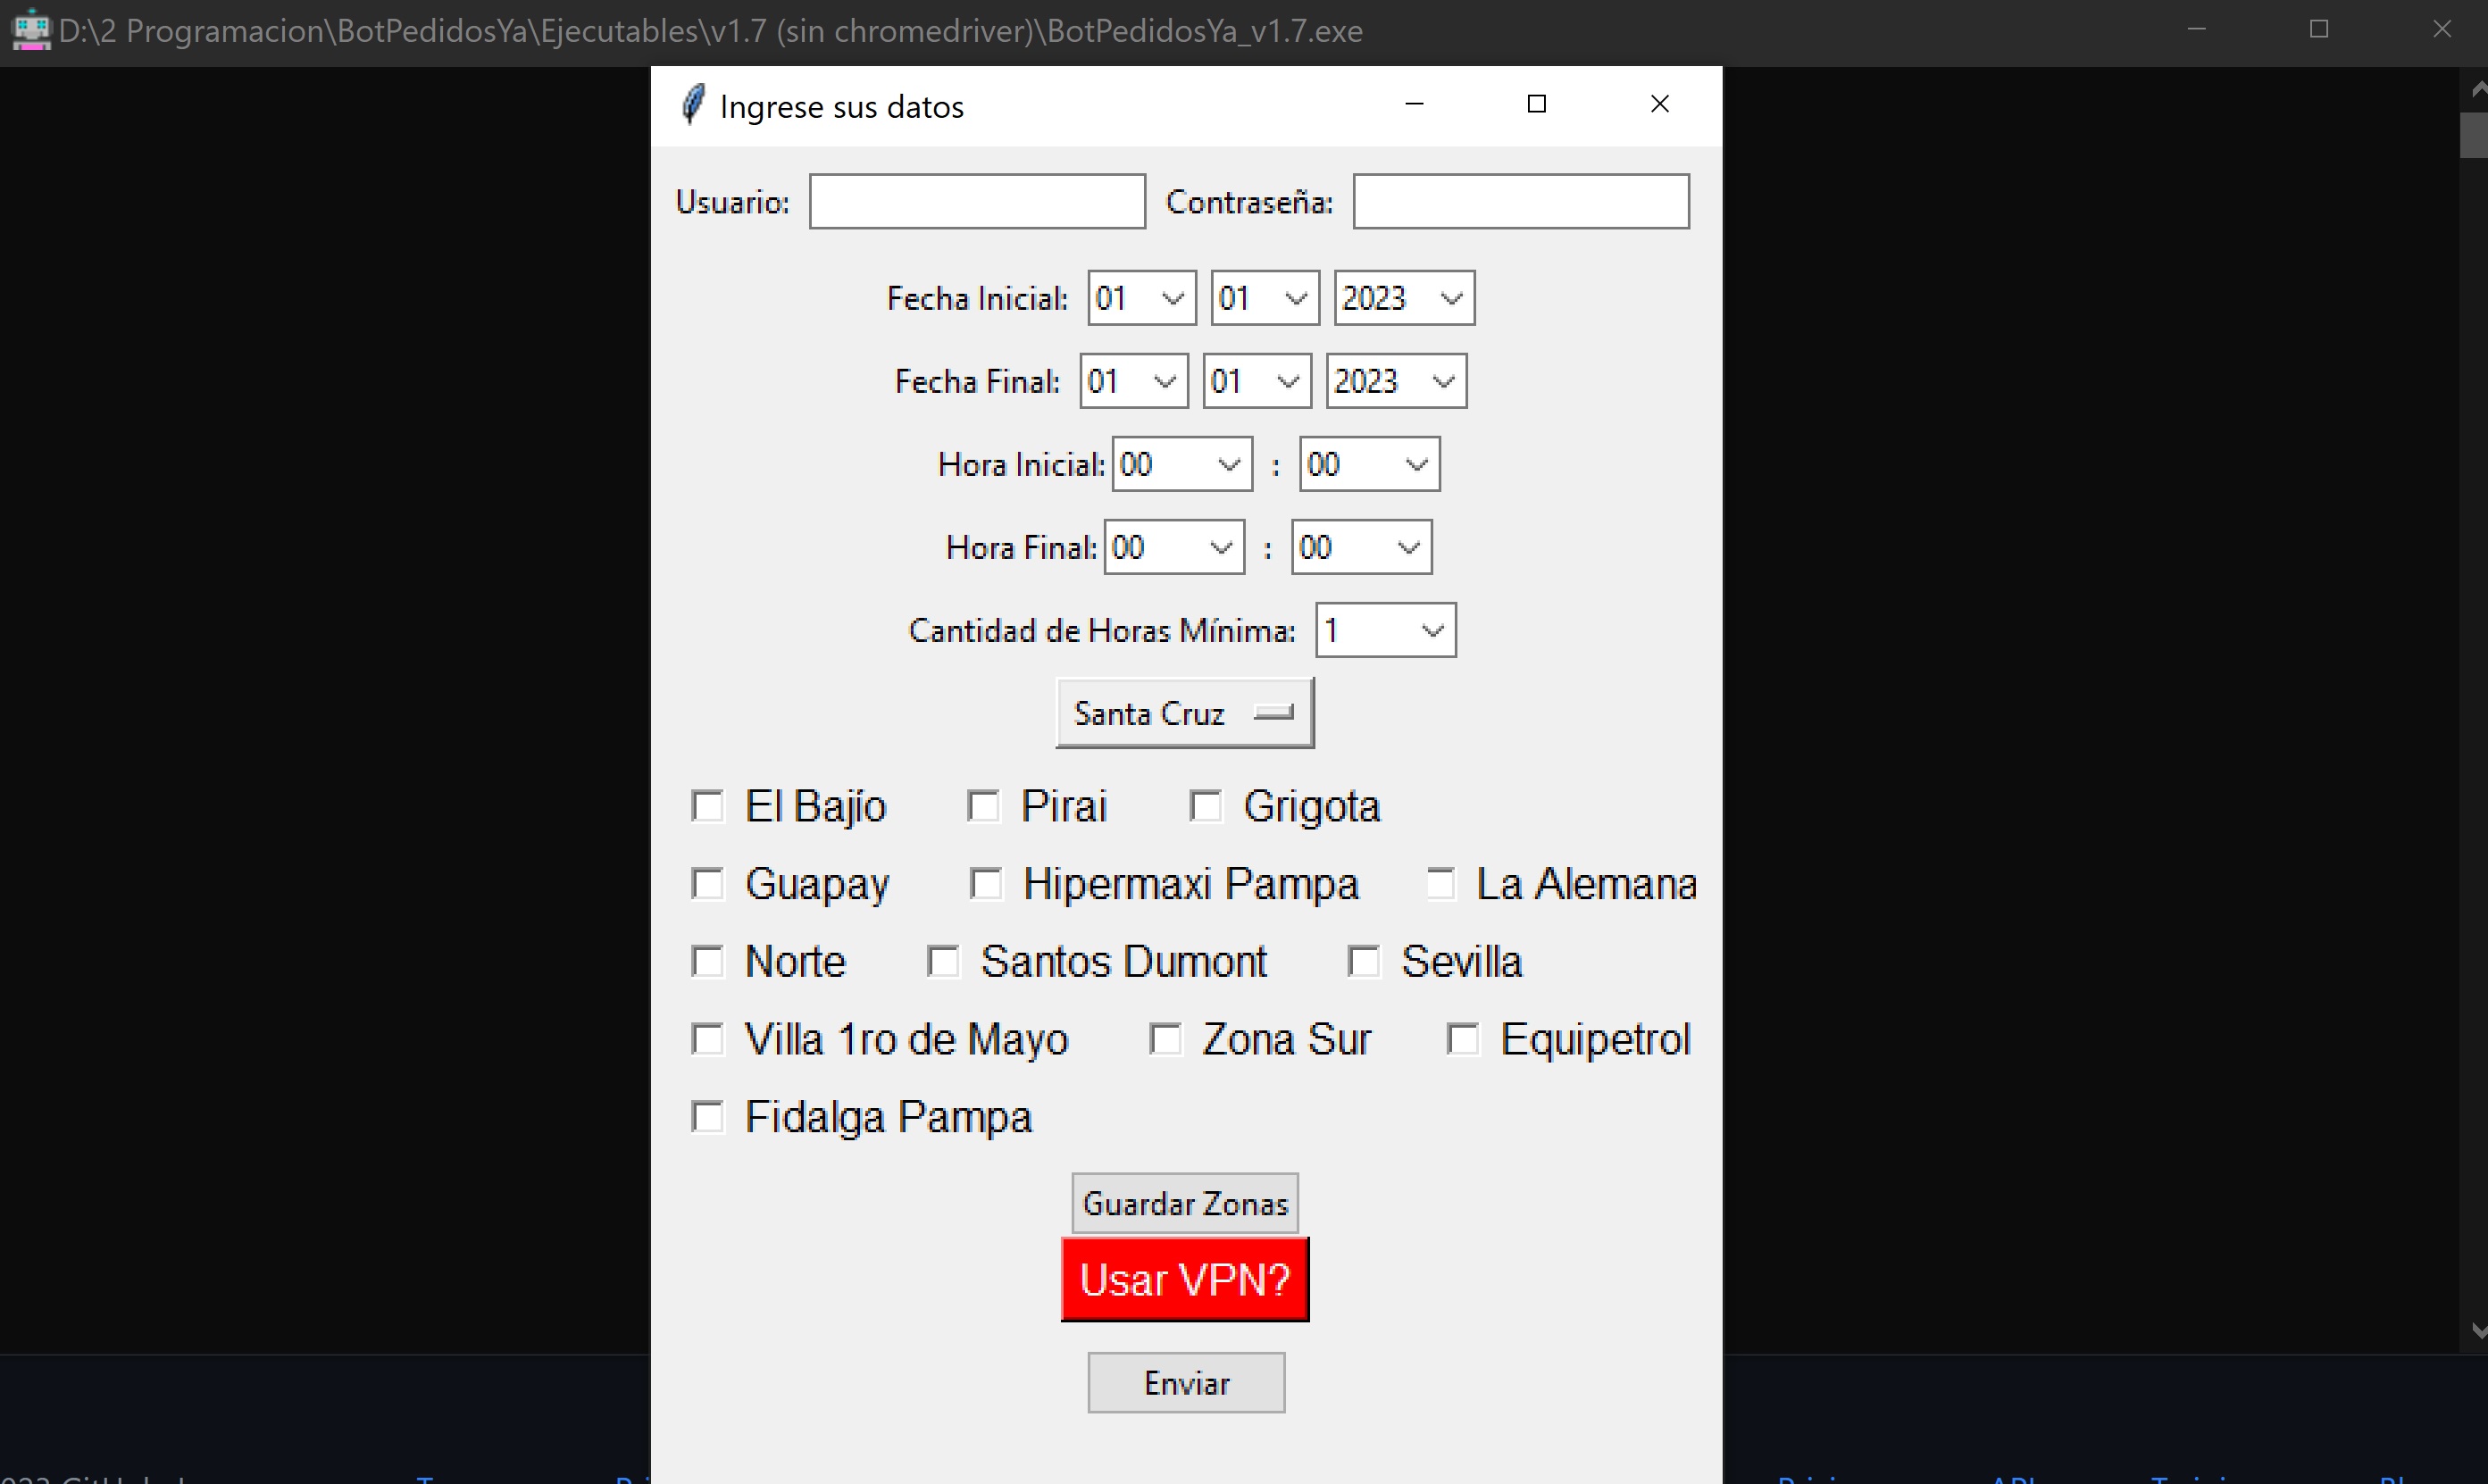 D:\2 Programacion\BotPedidosYa\Ejecutables\v1.7 (sin chromedriver)\BotPedidosYa_v1.7.exe
Ingrese sus datos
Usuario: Contraseña:
Fecha Inicial: 01 01 2023
Fecha Final: 01 01 2023
Hora Inicial: 00 : 00
Hora Final: 00 : 00
Cantidad de Horas Mínima: 1
Santa Cruz
El Bajío Pirai Grigota
Guapay Hipermaxi Pampa La Alemana
Norte Santos Dumont Sevilla
Villa 1ro de Mayo Zona Sur Equipetrol
Fidalga Pampa
Guardar Zonas
Usar VPN?
Enviar